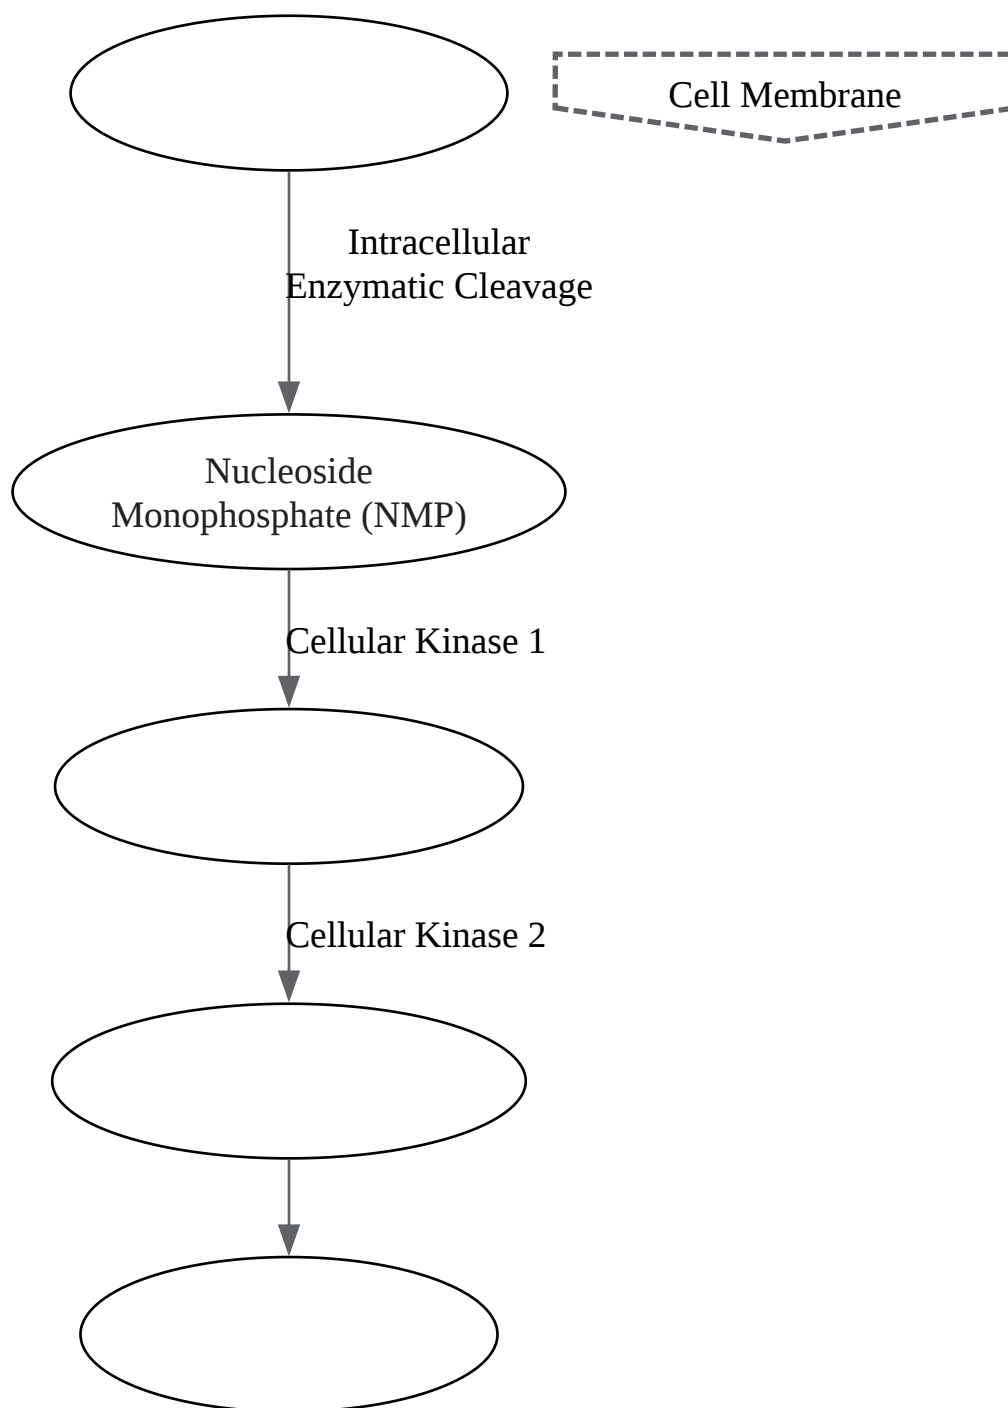 Cell Membrane
Intracellular
Enzymatic Cleavage
Nucleoside
Monophosphate (NMP)
Cellular Kinase 1
Cellular Kinase 2